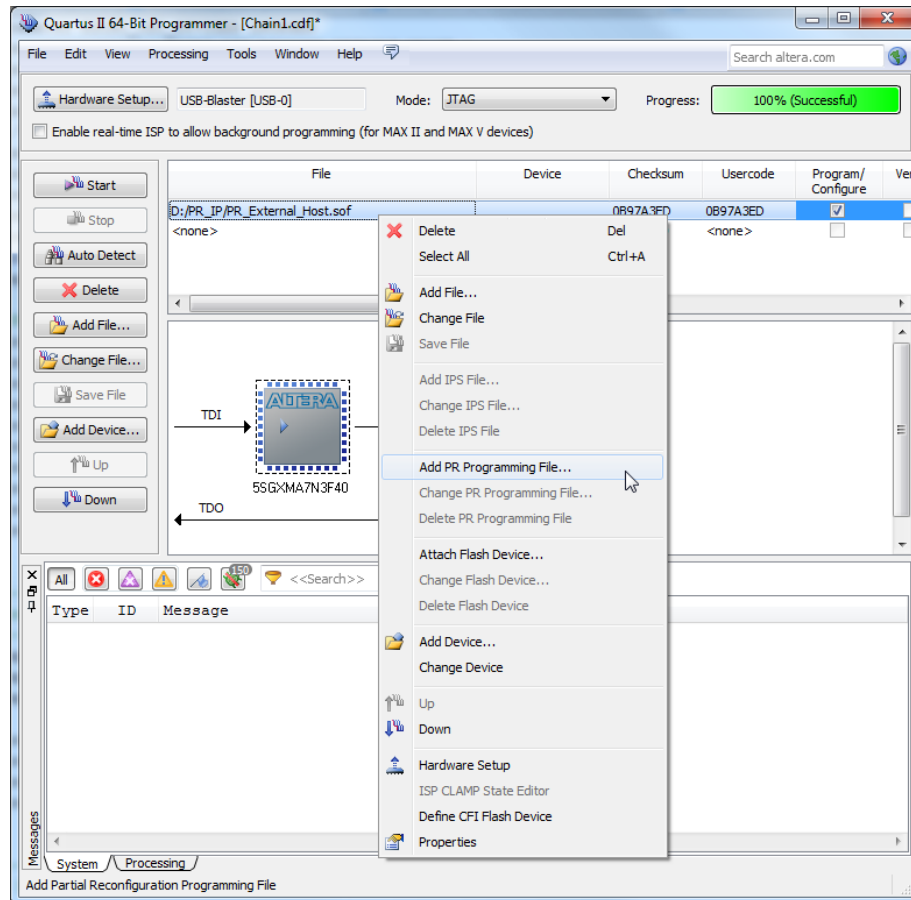 Quartus II 64-Bit Programmer - [Chain1.cdf]*
File Edit View Processing Tools Window Help
Search altera.com
Hardware Setup... USB-Blaster [USB-0] Mode: JTAG Progress: 100% (Successful)
Enable real-time ISP to allow background programming (for MAX II and MAX V devices)
Start
Stop
Auto Detect
Delete
Add File...
Change File...
Save File
Add Device...
Up
Down
File Device Checksum Usercode Program/ Configure Ve
D:/PR_IP/PR_External_Host.sof 0B97A3ED 0B97A3ED
<none> <none>
TDI
ALTERA
5SGXMA7N3F40
TDO
Delete Del
Select All Ctrl+A
Add File...
Change File
Save File
Add IPS File...
Change IPS File...
Delete IPS File
Add PR Programming File...
Change PR Programming File...
Delete PR Programming File
Attach Flash Device...
Change Flash Device...
Delete Flash Device
Add Device...
Change Device
Up
Down
Hardware Setup
ISP CLAMP State Editor
Define CFI Flash Device
Properties
All 150 <<Search>>
Type ID Message
Messages
System Processing
Add Partial Reconfiguration Programming File